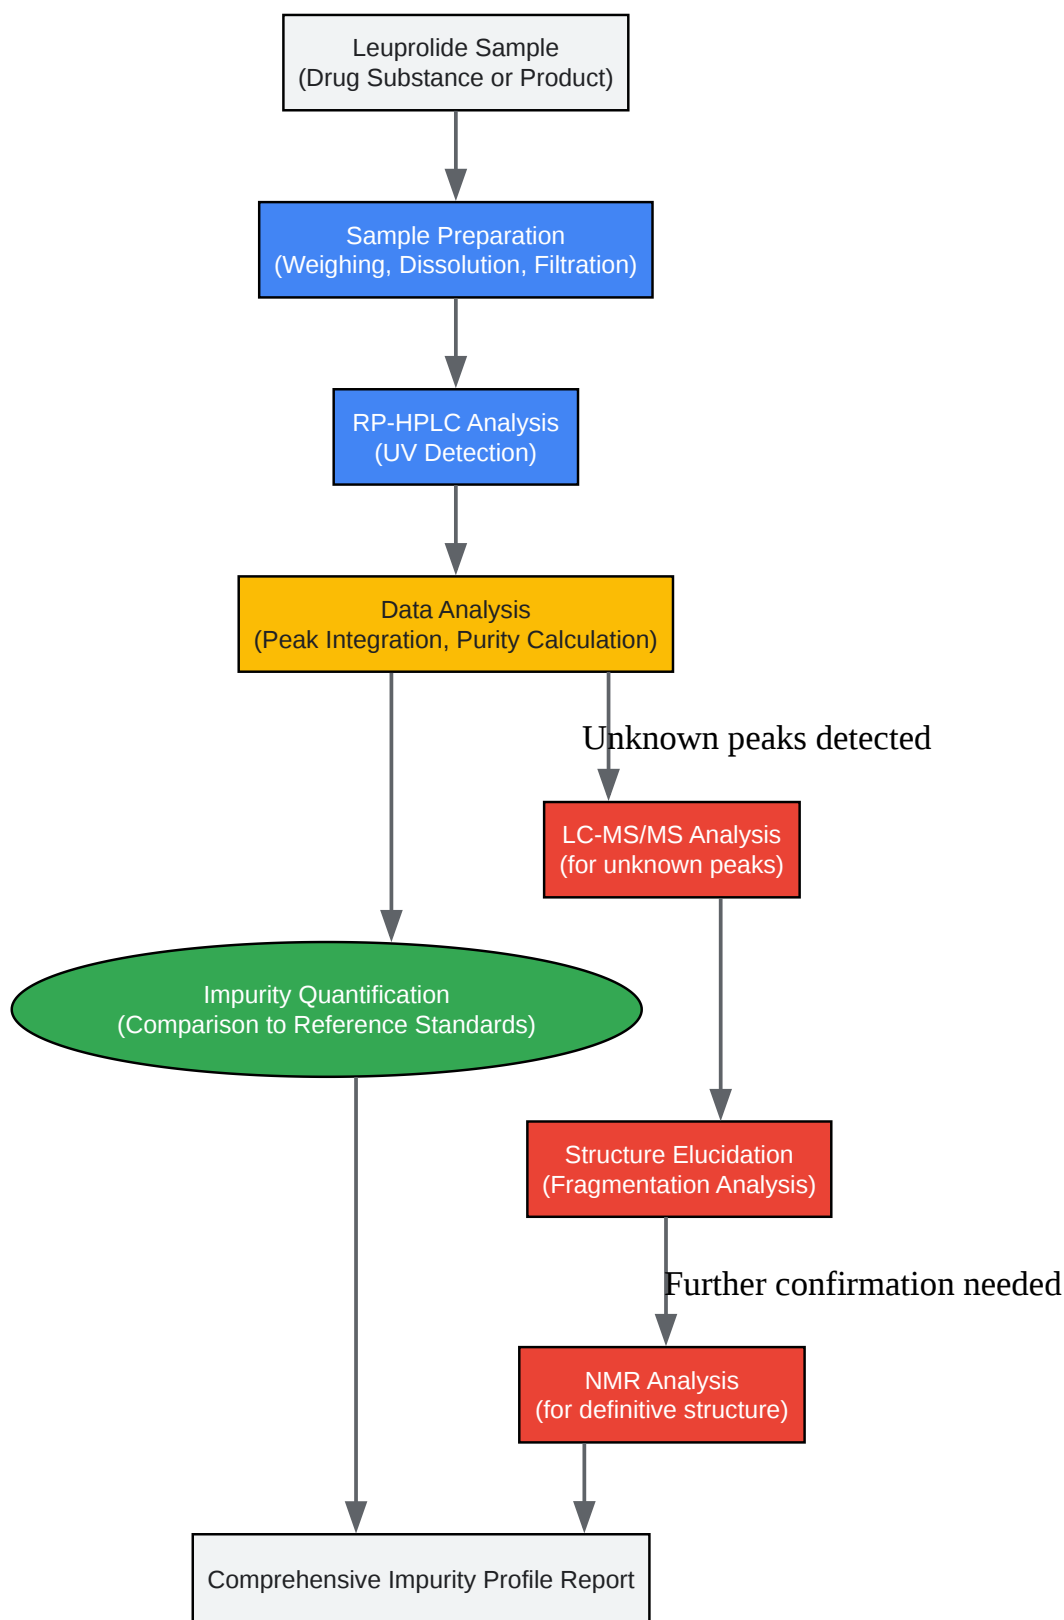 Leuprolide Sample
(Drug Substance or Product)
Sample Preparation
(Weighing, Dissolution, Filtration)
RP-HPLC Analysis
(UV Detection)
Data Analysis
(Peak Integration, Purity Calculation)
Unknown peaks detected
LC-MS/MS Analysis
(for unknown peaks)
Impurity Quantification
(Comparison to Reference Standards)
Structure Elucidation
(Fragmentation Analysis)
Further confirmation needed
NMR Analysis
(for definitive structure)
Comprehensive Impurity Profile Report